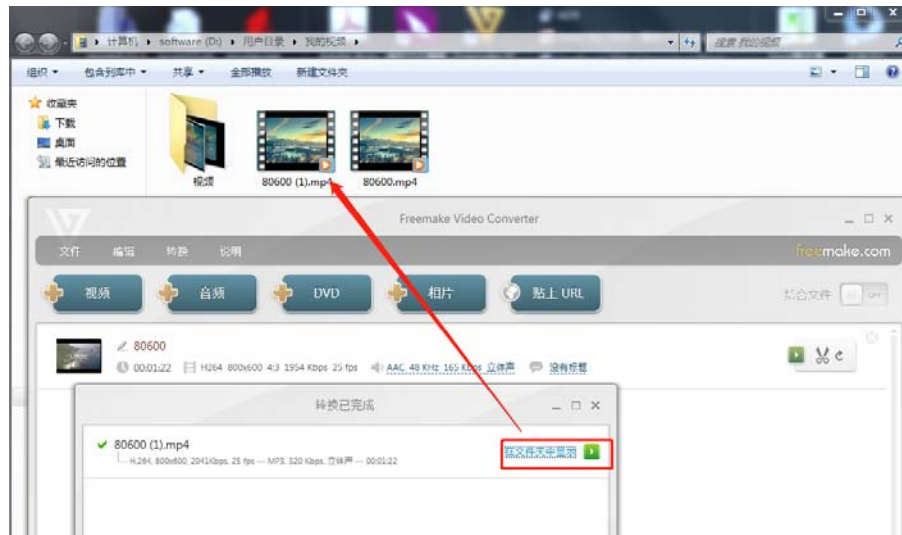 计算机 software (D:) 用户目录 我的视频
搜索 我的视频
组织 包含到库中 共享 全部播放 新建文件夹
收藏夹
下载
桌面
最近访问的位置
视频
80600 (1).mp4
80600.mp4
Freemake Video Converter
文件 编辑 转换 说明
freemake.com
视频 音频 DVD 相片 贴上 URL
结合文件 OFF
80600
00:01:22 H264 800x600 4:3 1954 Kbps 25 fps AAC 48 KHz 165 Kbps 立体声 没有标题
转换已完成
80600 (1).mp4
在文件夹中显示
H.264, 800x600, 2041Kbps, 25 fps — MP3, 320 Kbps, 立体声 — 00:01:22